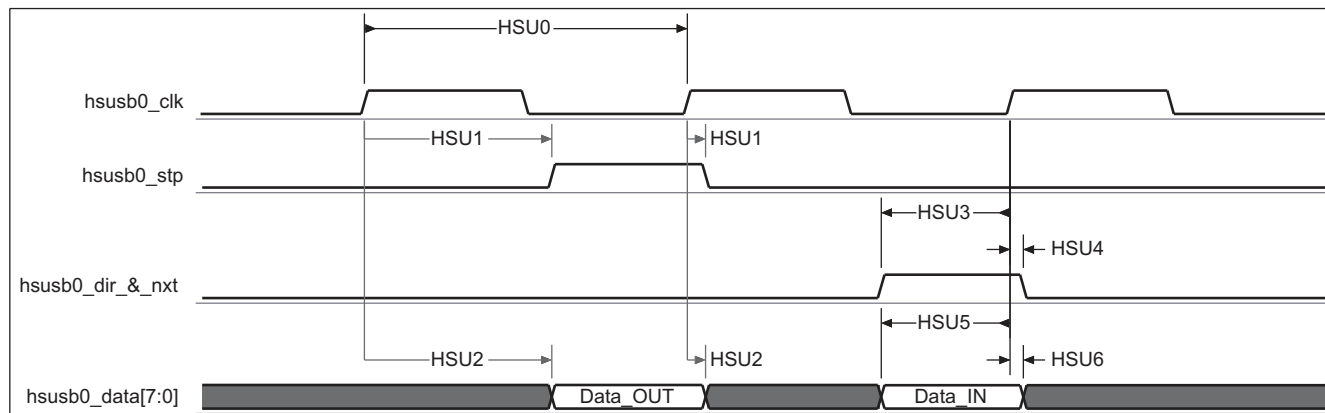 HSU0
hsusb0_clk
HSU1 HSU1
hsusb0_stp
HSU3
HSU4
hsusb0_dir_&_nxt
HSU5
HSU2 HSU2 HSU6
hsusb0_data[7:0] Data_OUT Data_IN